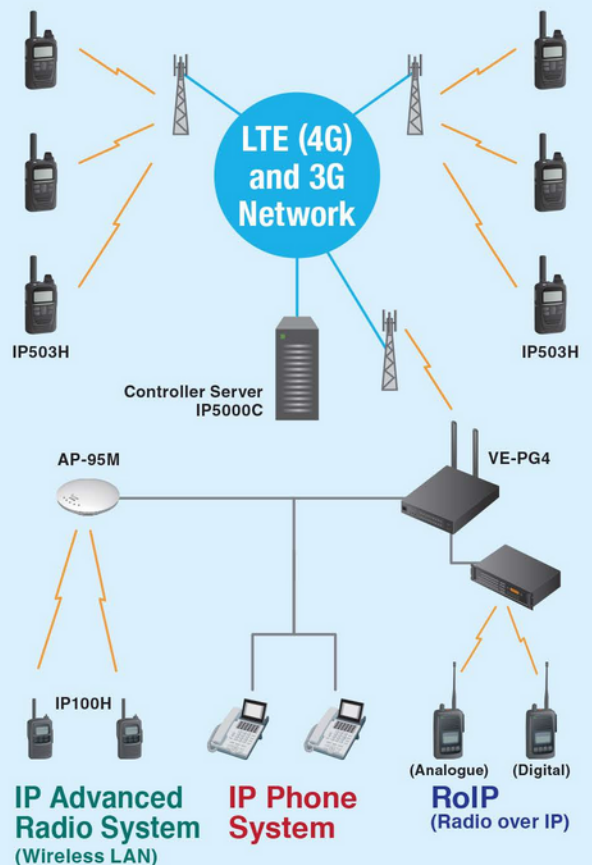 LTE (4G)
and 3G
Network
IP503H
IP503H
Controller Server
IP5000C
AP-95M
VE-PG4
IP100H
(Analogue)
(Digital)
IP Advanced
Radio System
(Wireless LAN)
IP Phone
System
RoIP
(Radio over IP)